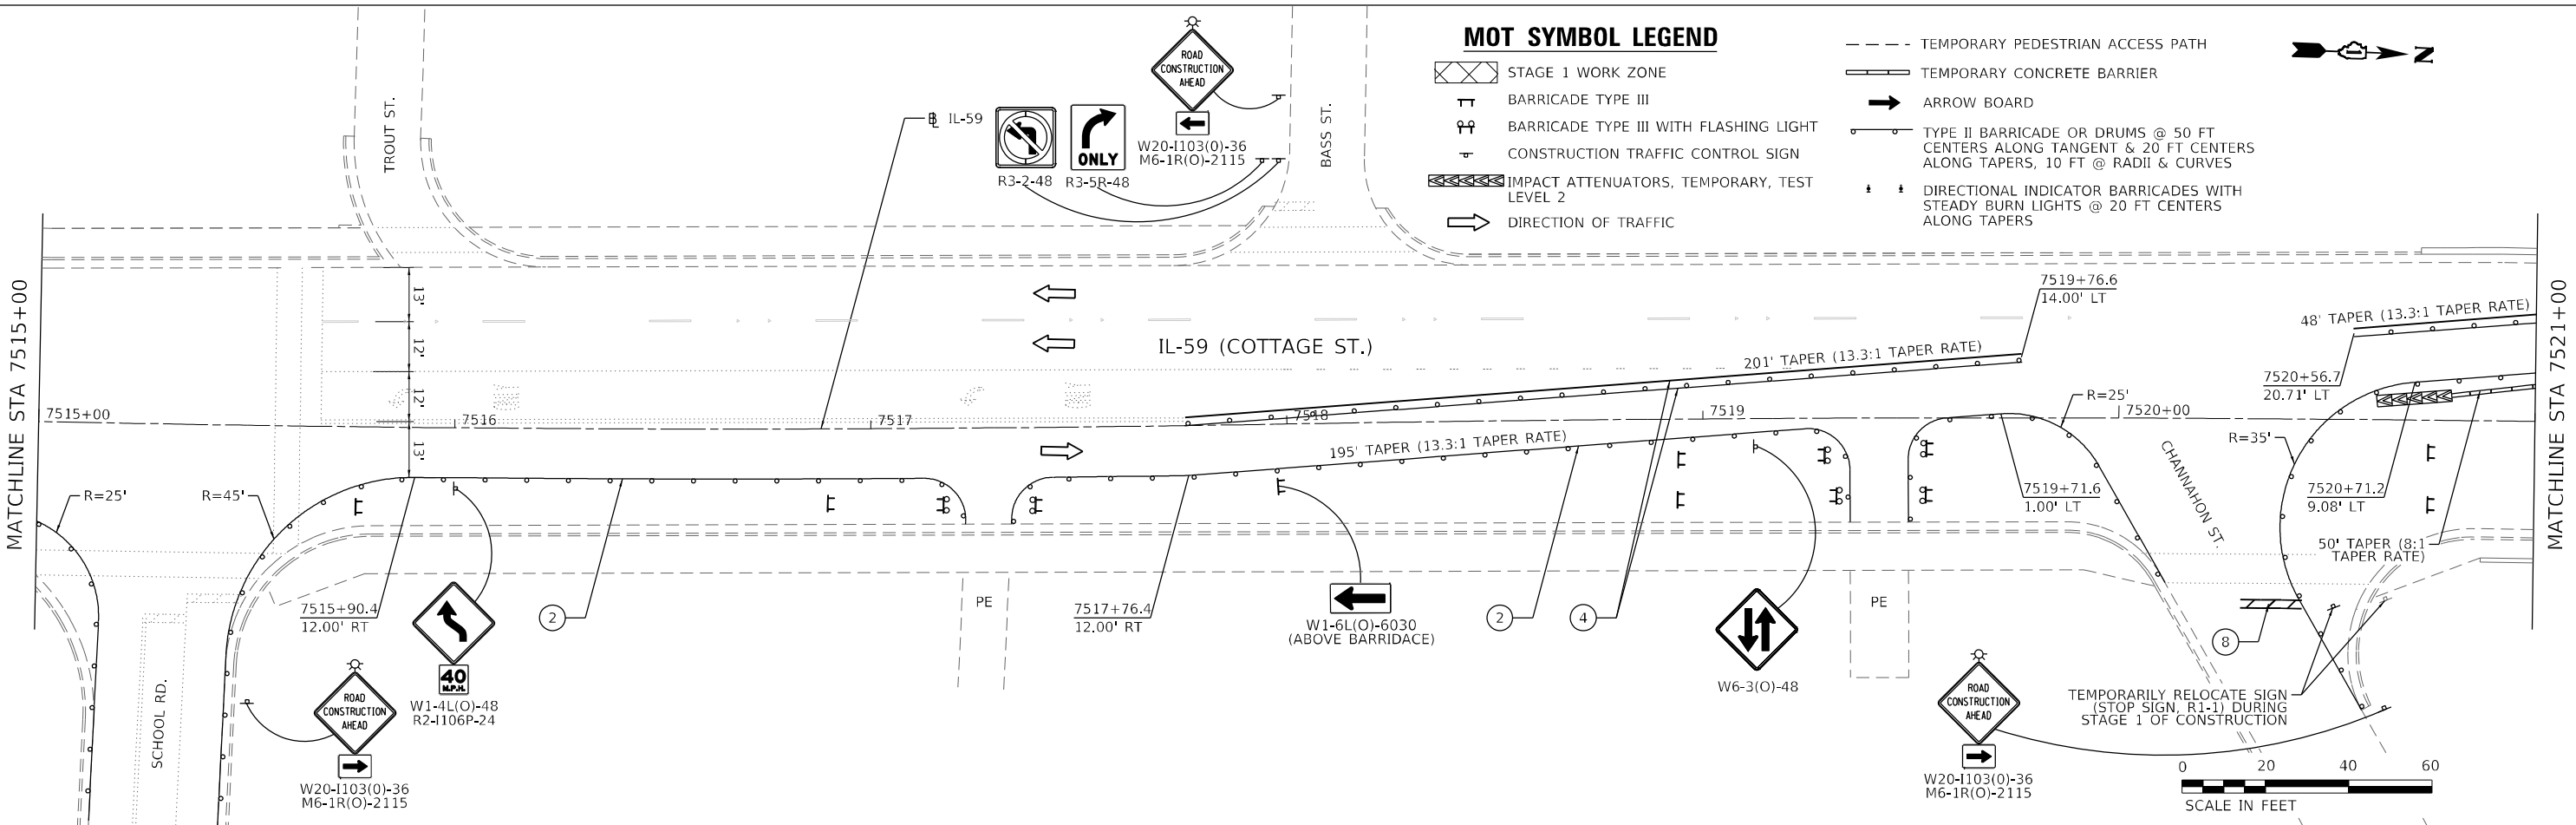 MOT SYMBOL LEGEND
STAGE 1 WORK ZONE
BARRICADE TYPE III
BARRICADE TYPE III WITH FLASHING LIGHT
CONSTRUCTION TRAFFIC CONTROL SIGN
IMPACT ATTENUATORS, TEMPORARY, TEST
LEVEL 2
DIRECTION OF TRAFFIC
TEMPORARY PEDESTRIAN ACCESS PATH
TEMPORARY CONCRETE BARRIER
ARROW BOARD
TYPE II BARRICADE OR DRUMS @ 50 FT
CENTERS ALONG TANGENT & 20 FT CENTERS
ALONG TAPERS, 10 FT @ RADII & CURVES
DIRECTIONAL INDICATOR BARRICADES WITH
STEADY BURN LIGHTS @ 20 FT CENTERS
ALONG TAPERS
N
ROAD
CONSTRUCTION
AHEAD
W20-I103(0)-36
M6-1R(O)-2115
ONLY
R3-2-48
R3-5R-48
IL-59
TROUT ST.
BASS ST.
MATCHLINE STA 7515+00
MATCHLINE STA 7521+00
13'
12'
12'
13'
IL-59 (COTTAGE ST.)
7519+76.6
14.00' LT
48' TAPER (13.3:1 TAPER RATE)
201' TAPER (13.3:1 TAPER RATE)
7520+56.7
20.71' LT
7515+00
7516
7517
7518
7519
7520+00
R=25'
R=35'
195' TAPER (13.3:1 TAPER RATE)
CHANNAHON ST.
R=25'
R=45'
7519+71.6
1.00' LT
7520+71.2
9.08' LT
50' TAPER (8:1
TAPER RATE)
7515+90.4
12.00' RT
2
PE
7517+76.4
12.00' RT
W1-6L(O)-6030
(ABOVE BARRIDACE)
2
4
PE
8
40
M.P.H.
W1-4L(O)-48
R2-I106P-24
W6-3(O)-48
SCHOOL RD.
ROAD
CONSTRUCTION
AHEAD
W20-I103(0)-36
M6-1R(O)-2115
ROAD
CONSTRUCTION
AHEAD
W20-I103(0)-36
M6-1R(O)-2115
TEMPORARILY RELOCATE SIGN
(STOP SIGN, R1-1) DURING
STAGE 1 OF CONSTRUCTION
0 20 40 60
SCALE IN FEET